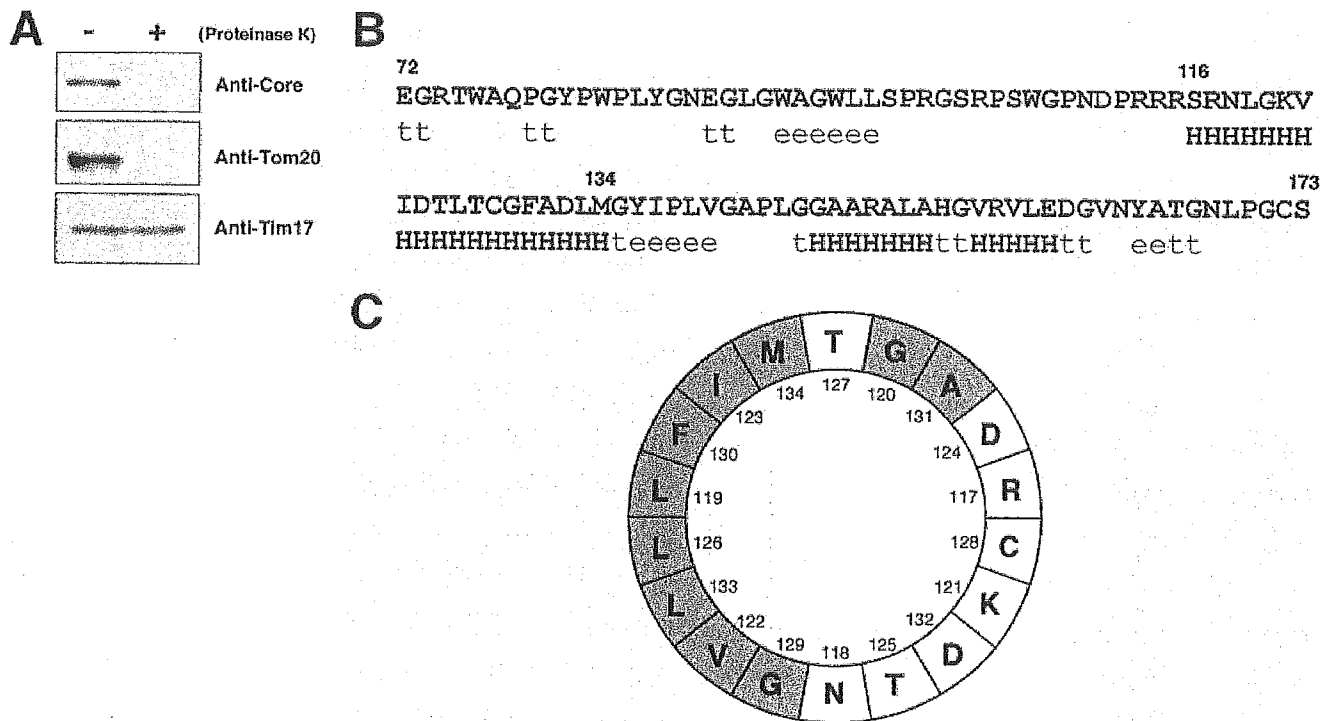 A
- + (Proteinase K)
Anti-Core
Anti-Tom20
Anti-Tim17
B
72 116
EGRTWAQPGYPWPLYGNEGLGWAGWLLSPRGSRPSWGPNDPRRRSRNLGKV
tt tt tt eeeeee HHHHHHH
134 173
IDTLTCGFADLMGYIPLVGAPLGGAARALAHGVRVLEDGVNYATGNLPGCS
HHHHHHHHHHHHteeeee tHHHHHHHttHHHHHtt eett
C
T
G
A
D
R
C
K
D
T
N
G
V
L
L
L
F
I
M
127
120
131
124
117
128
121
132
125
118
129
122
133
126
119
130
123
134